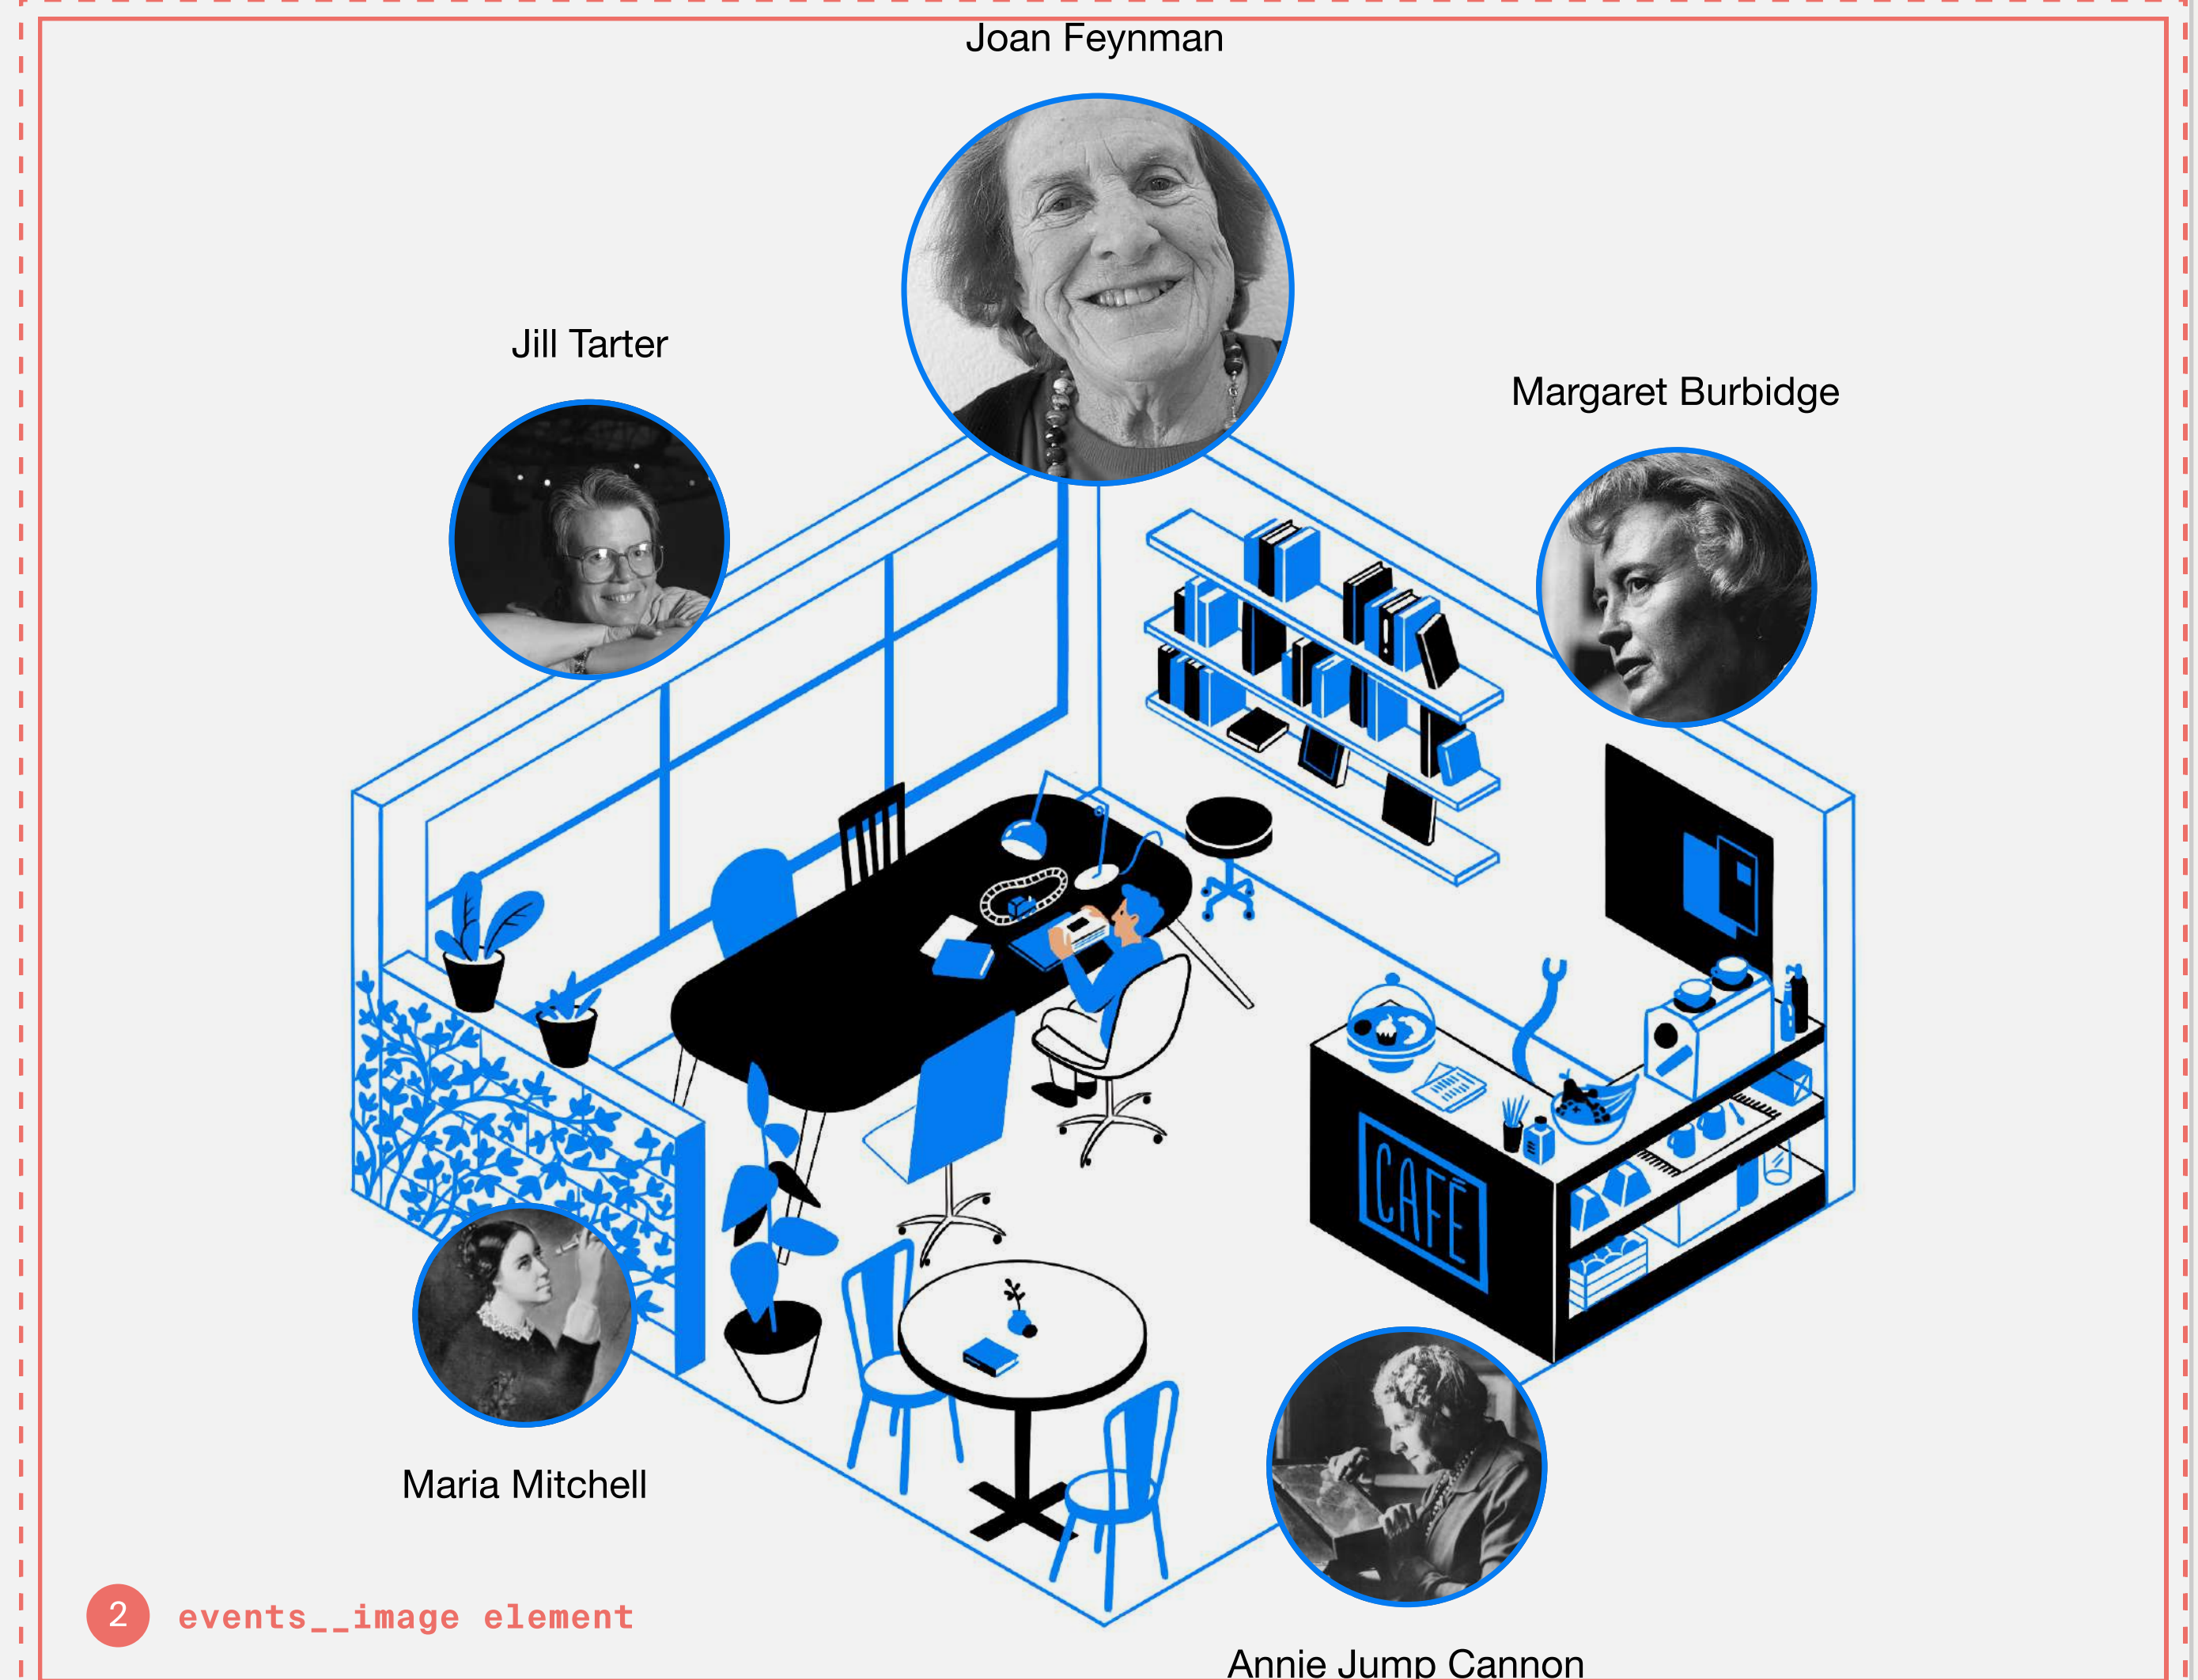 Joan Feynman
Jill Tarter
Margaret Burbidge
CAFÉ
Maria Mitchell
2 events__image element
Annie Jump Cannon